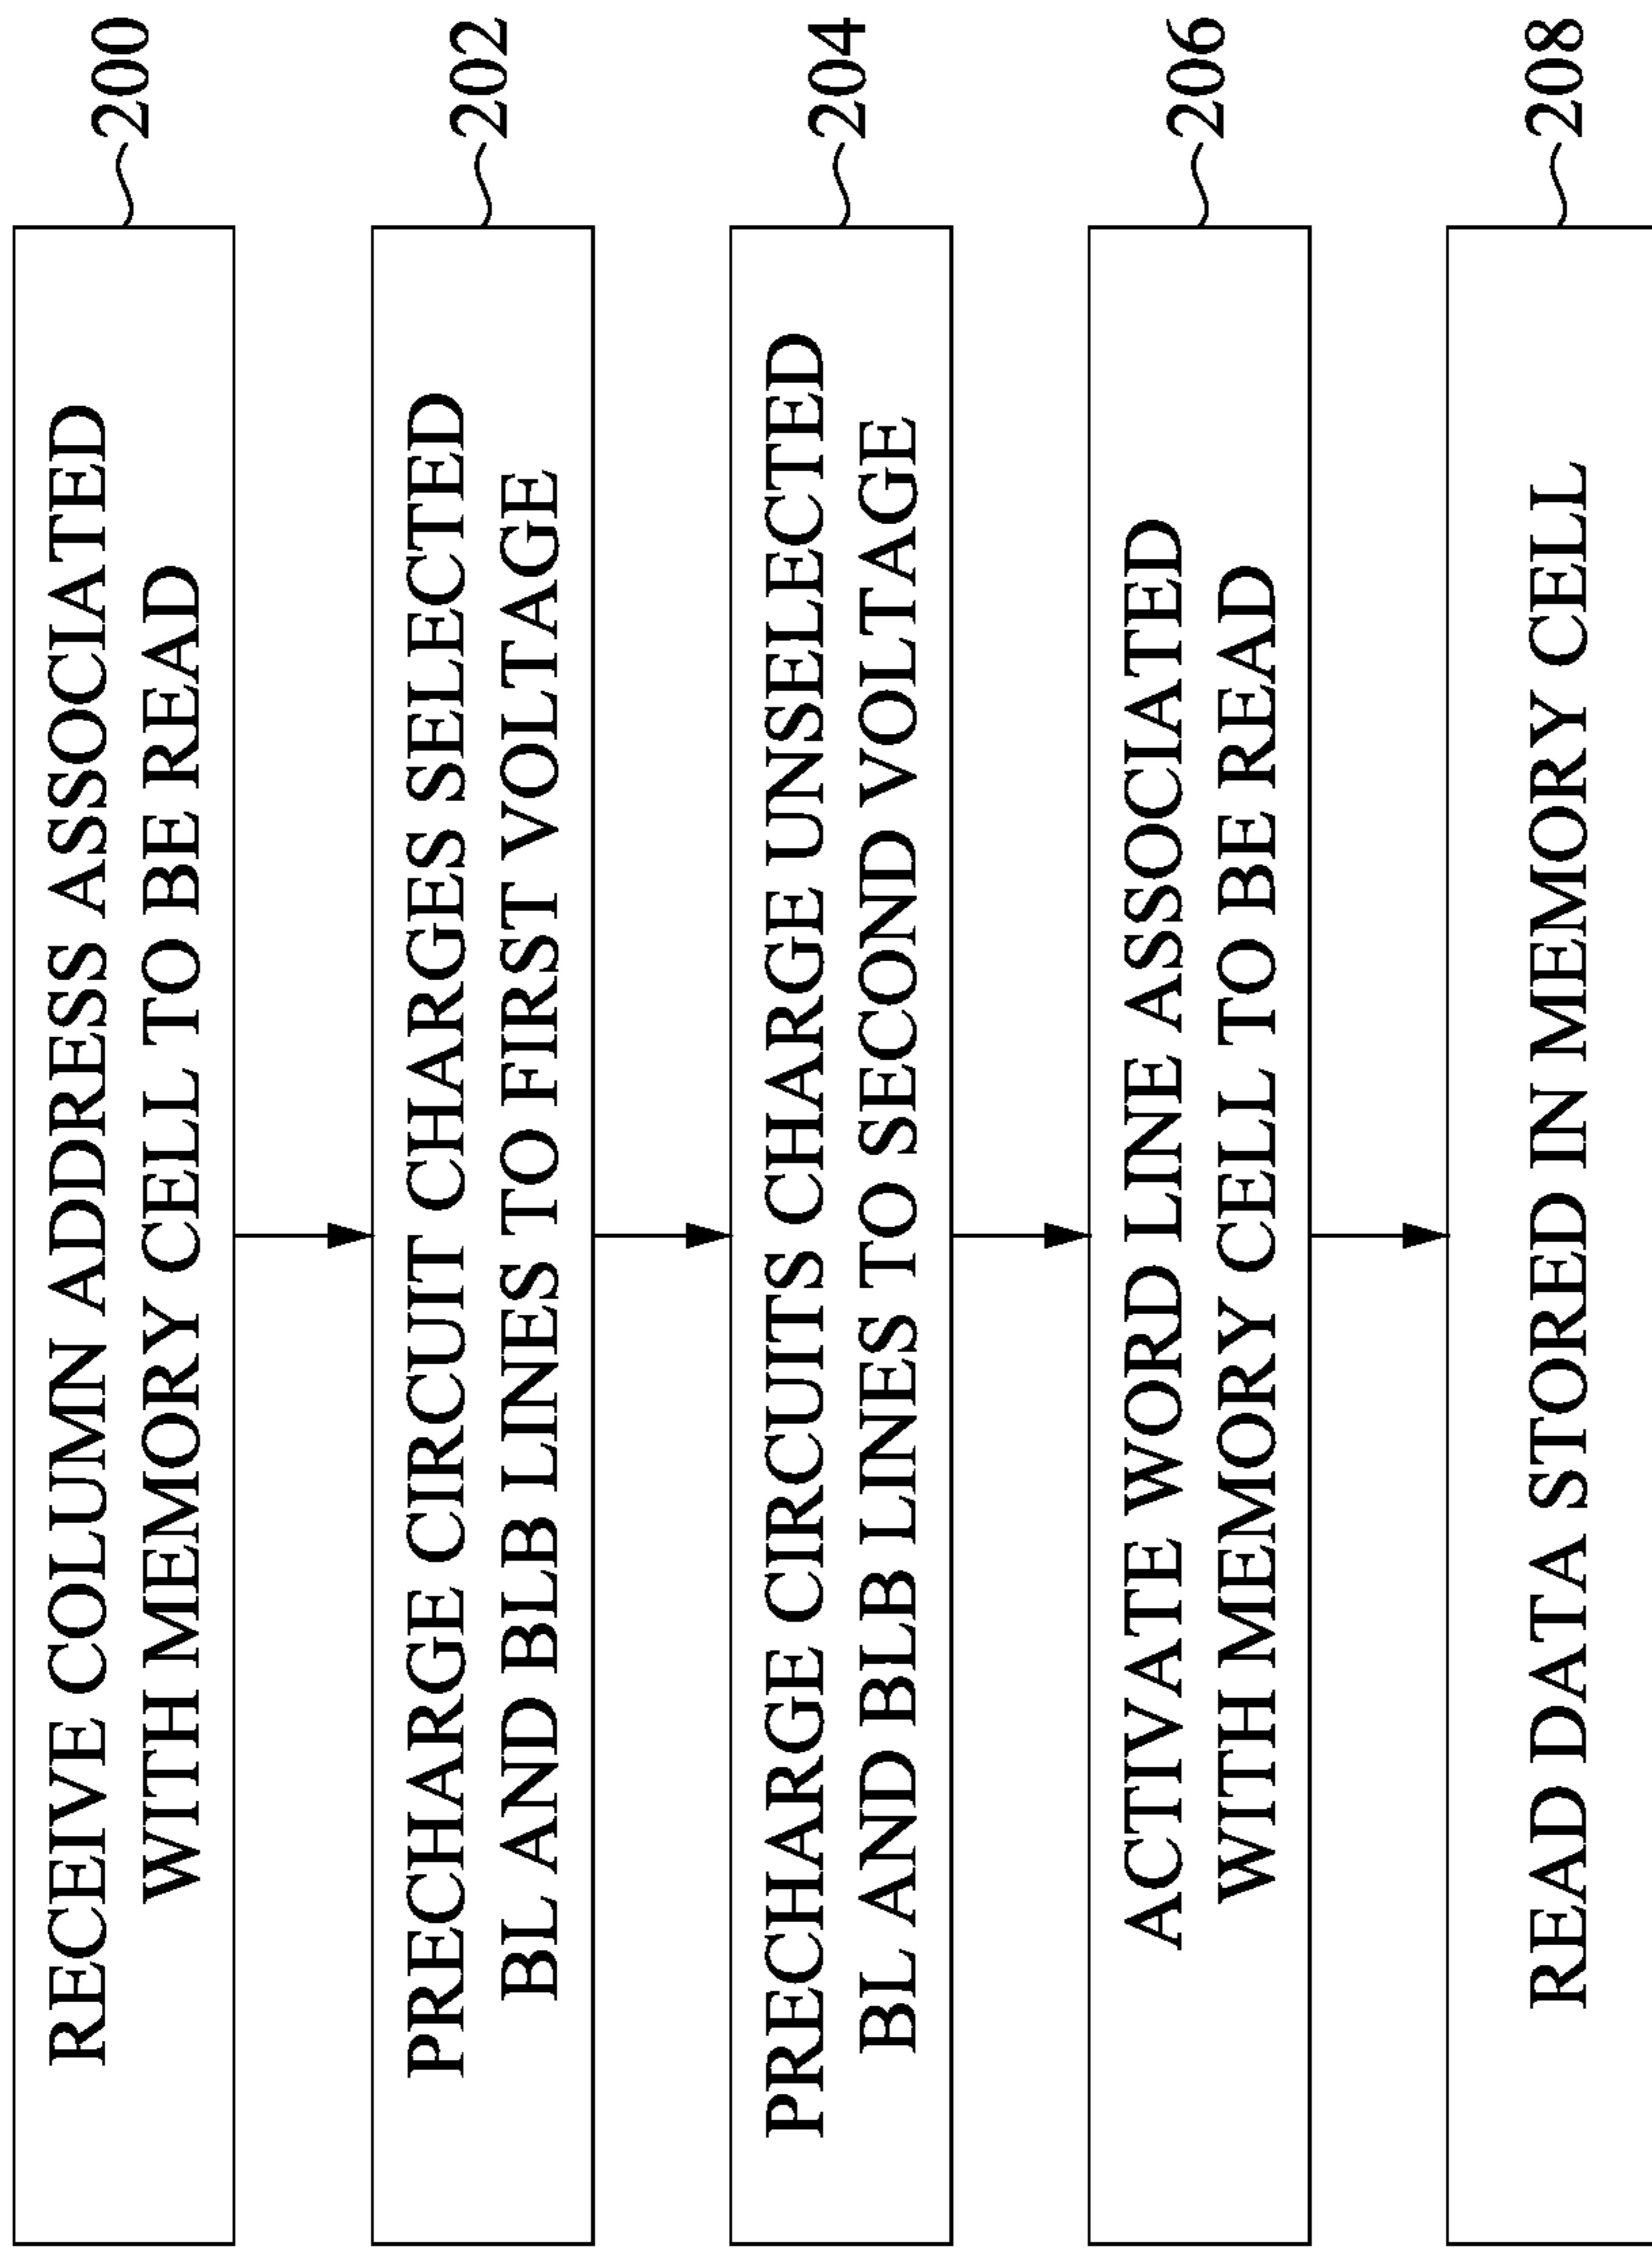 RECEIVE COLUMN ADDRESS ASSOCIATED
WITH MEMORY CELL TO BE READ
200
PRECHARGE CIRCUIT CHARGES SELECTED
BL AND BLB LINES TO FIRST VOLTAGE
202
PRECHARGE CIRCUITS CHARGE UNSELECTED
BL AND BLB LINES TO SECOND VOLTAGE
204
ACTIVATE WORD LINE ASSOCIATED
WITH MEMORY CELL TO BE READ
206
READ DATA STORED IN MEMORY CELL
208